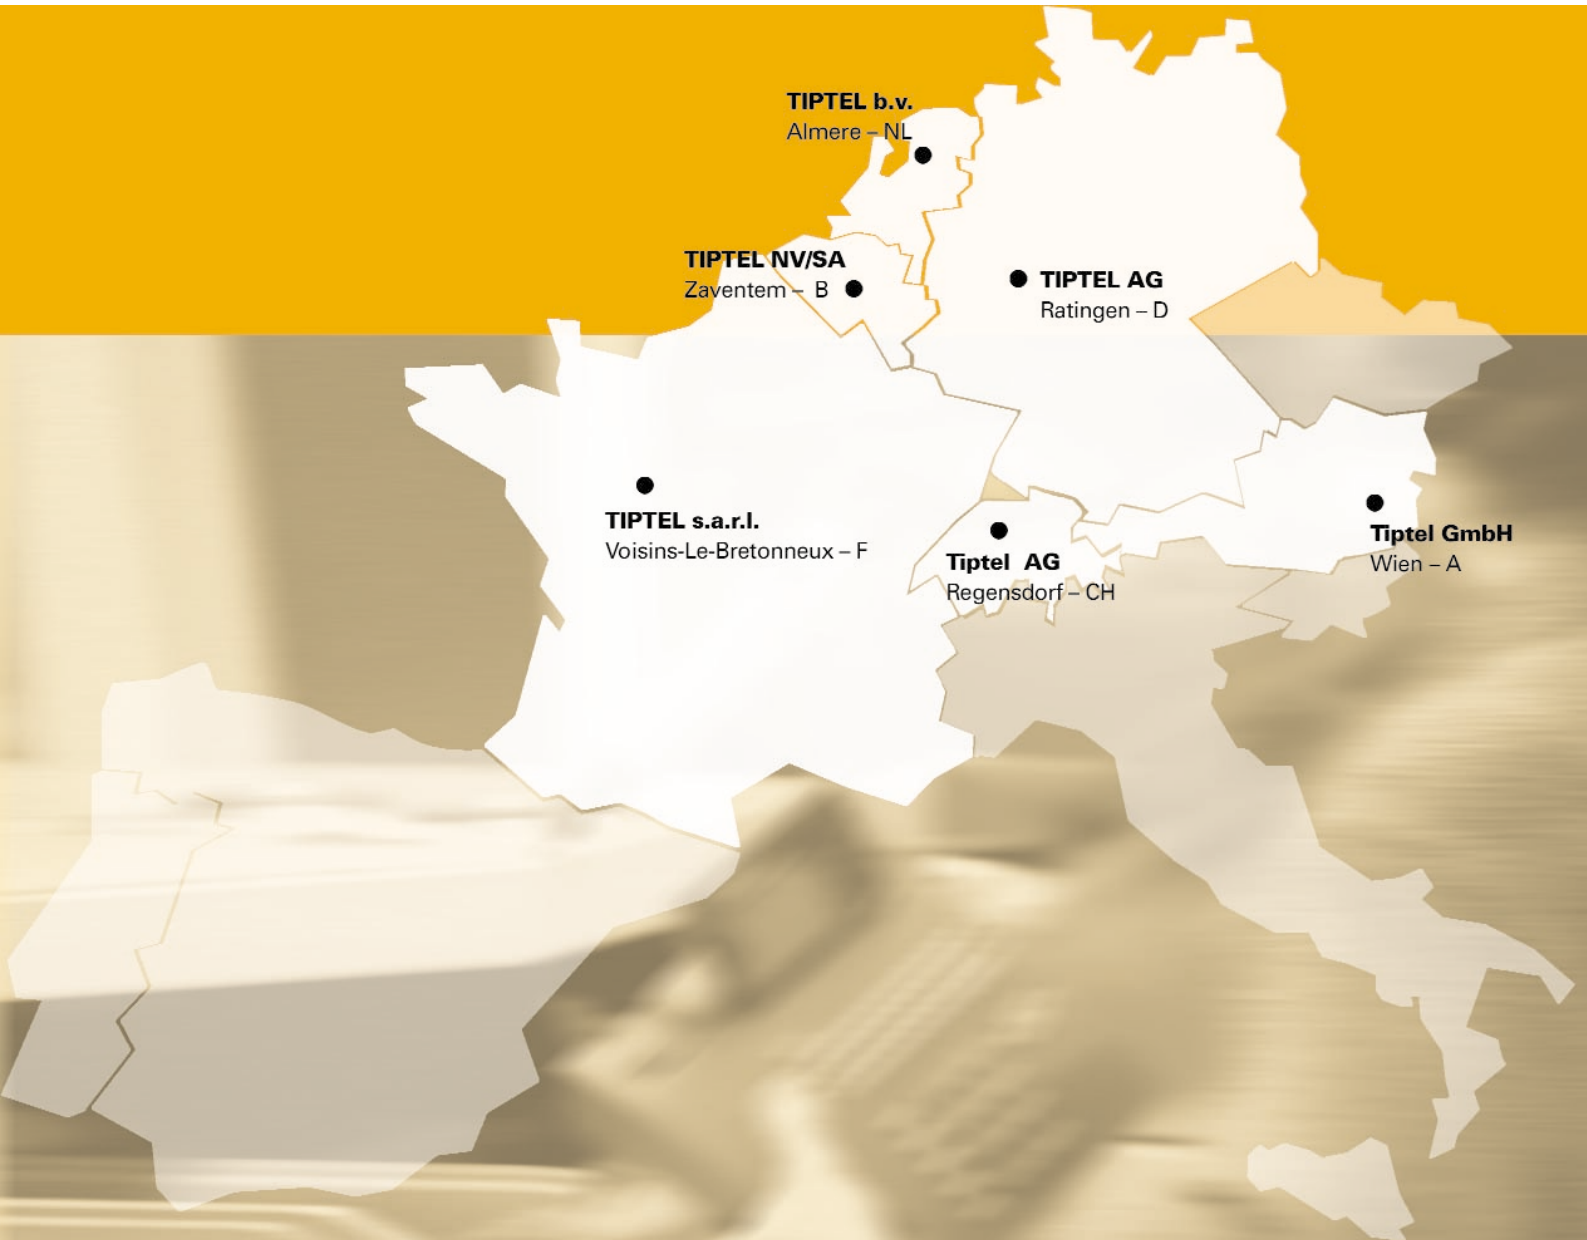 TIPTEL b.v.
Almere – NL
TIPTEL NV/SA
Zaventem – B
TIPTEL AG
Ratingen – D
TIPTEL s.a.r.l.
Voisins-Le-Bretonneux – F
Tiptel AG
Regensdorf – CH
Tiptel GmbH
Wien – A